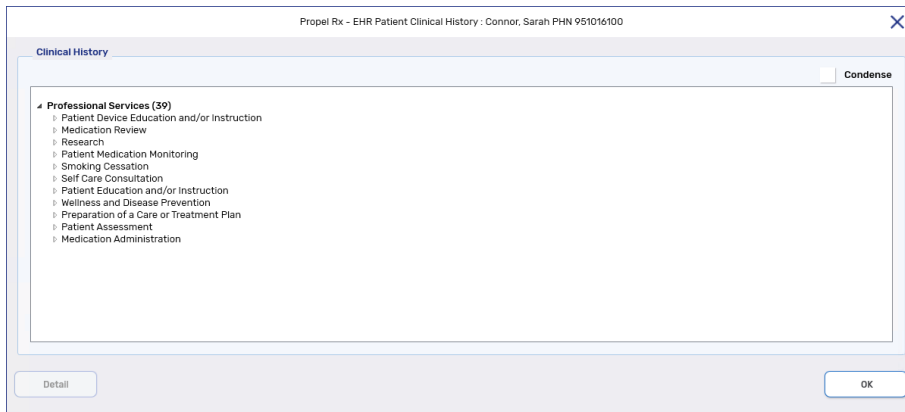 Propel Rx - EHR Patient Clinical History : Connor, Sarah PHN 951016100
Clinical History
Condense
Professional Services (39)
Patient Device Education and/or Instruction
Medication Review
Research
Patient Medication Monitoring
Smoking Cessation
Self Care Consultation
Patient Education and/or Instruction
Wellness and Disease Prevention
Preparation of a Care or Treatment Plan
Patient Assessment
Medication Administration
Detail
OK